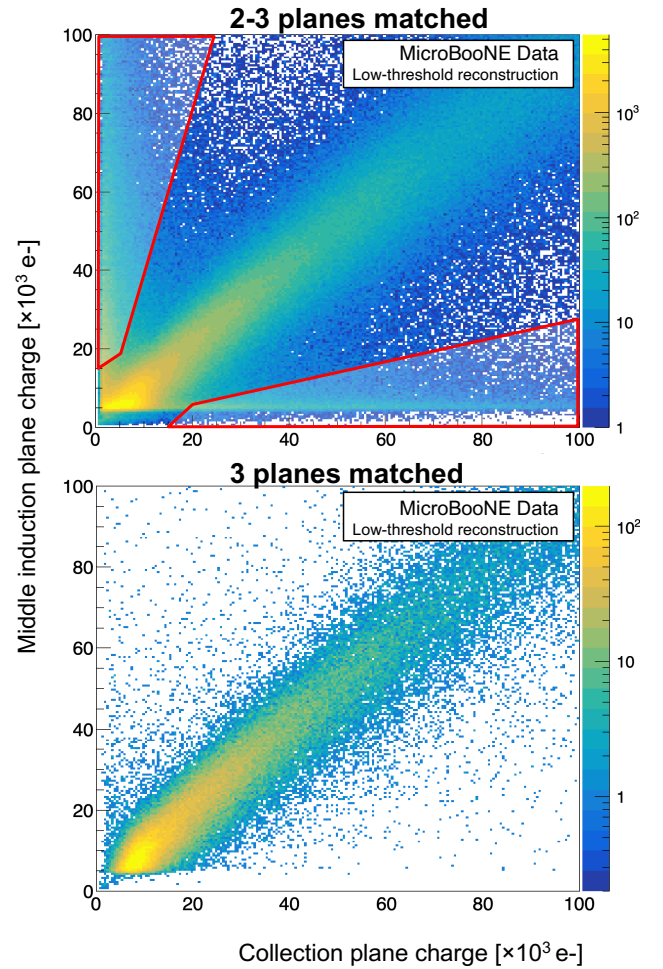 2-3 planes matched
MicroBooNE Data
Low-threshold reconstruction
100
80
60
40
20
0
0 20 40 60 80 100
10³
10²
10
1
3 planes matched
MicroBooNE Data
Low-threshold reconstruction
100
80
60
40
20
0
0 20 40 60 80 100
10²
10
1
Middle induction plane charge [×10³ e-]
Collection plane charge [×10³ e-]